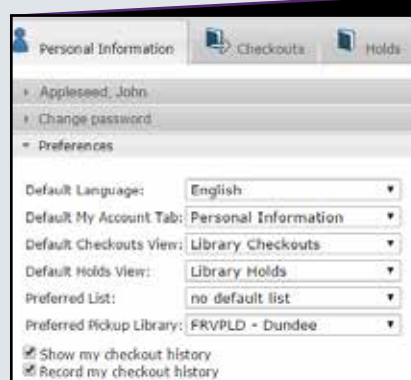 Personal Information Checkouts Holds
Appleseed, John
Change password
Preferences
Default Language: English
Default My Account Tab: Personal Information
Default Checkouts View: Library Checkouts
Default Holds View: Library Holds
Preferred List: no default list
Preferred Pickup Library: FRVPLD - Dundee
Show my checkout history
Record my checkout history